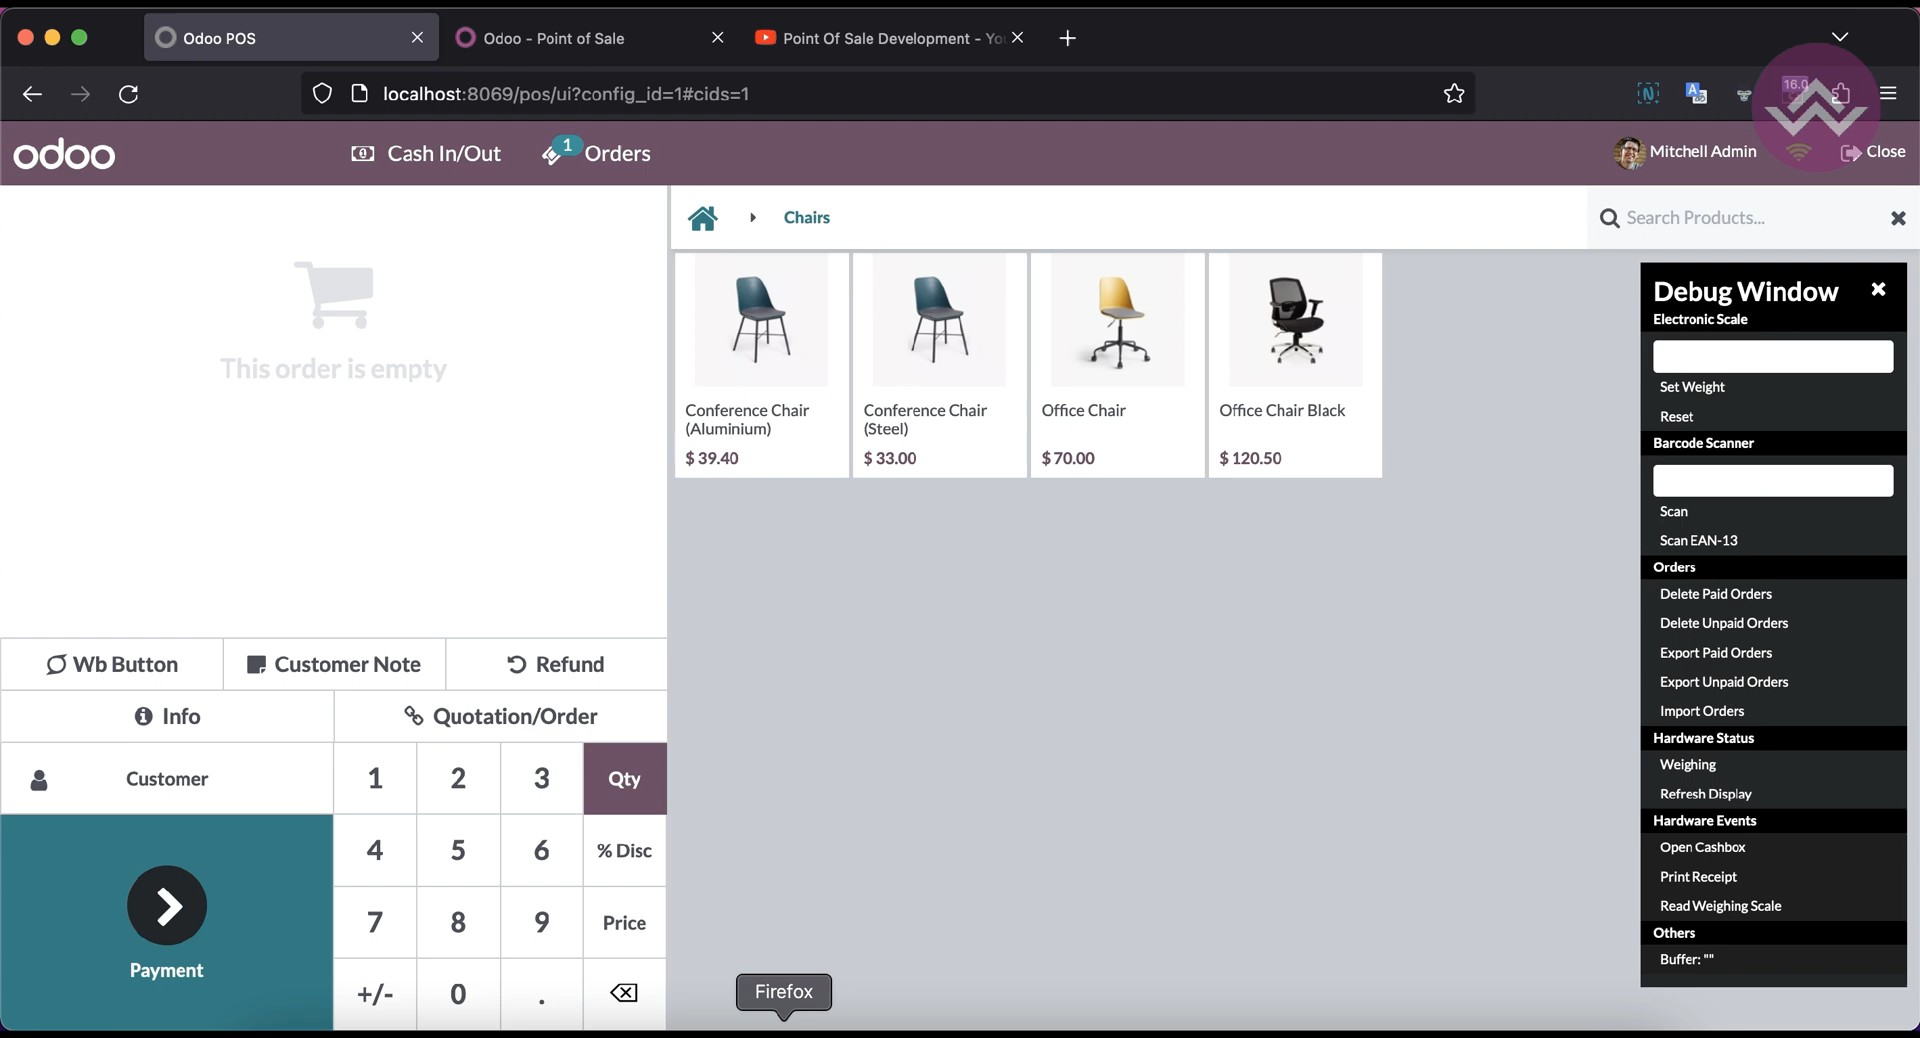 Odoo POS
Odoo - Point of Sale
Point Of Sale Development - You
localhost:8069/pos/ui?config_id=1#cids=1
16.0
odoo
Cash In/Out
1
Orders
Mitchell Admin
Close
Chairs
Search Products...
This order is empty
Conference Chair
(Aluminium)
$ 39.40
Conference Chair
(Steel)
$ 33.00
Office Chair
$ 70.00
Office Chair Black
$ 120.50
Debug Window
Electronic Scale
Set Weight
Reset
Barcode Scanner
Scan
Scan EAN-13
Orders
Delete Paid Orders
Delete Unpaid Orders
Export Paid Orders
Export Unpaid Orders
Import Orders
Hardware Status
Weighing
Refresh Display
Hardware Events
Open Cashbox
Print Receipt
Read Weighing Scale
Others
Buffer: ""
Wb Button
Customer Note
Refund
Info
Quotation/Order
Customer
1
2
3
Qty
4
5
6
% Disc
7
8
9
Price
+/-
0
.
Payment
Firefox